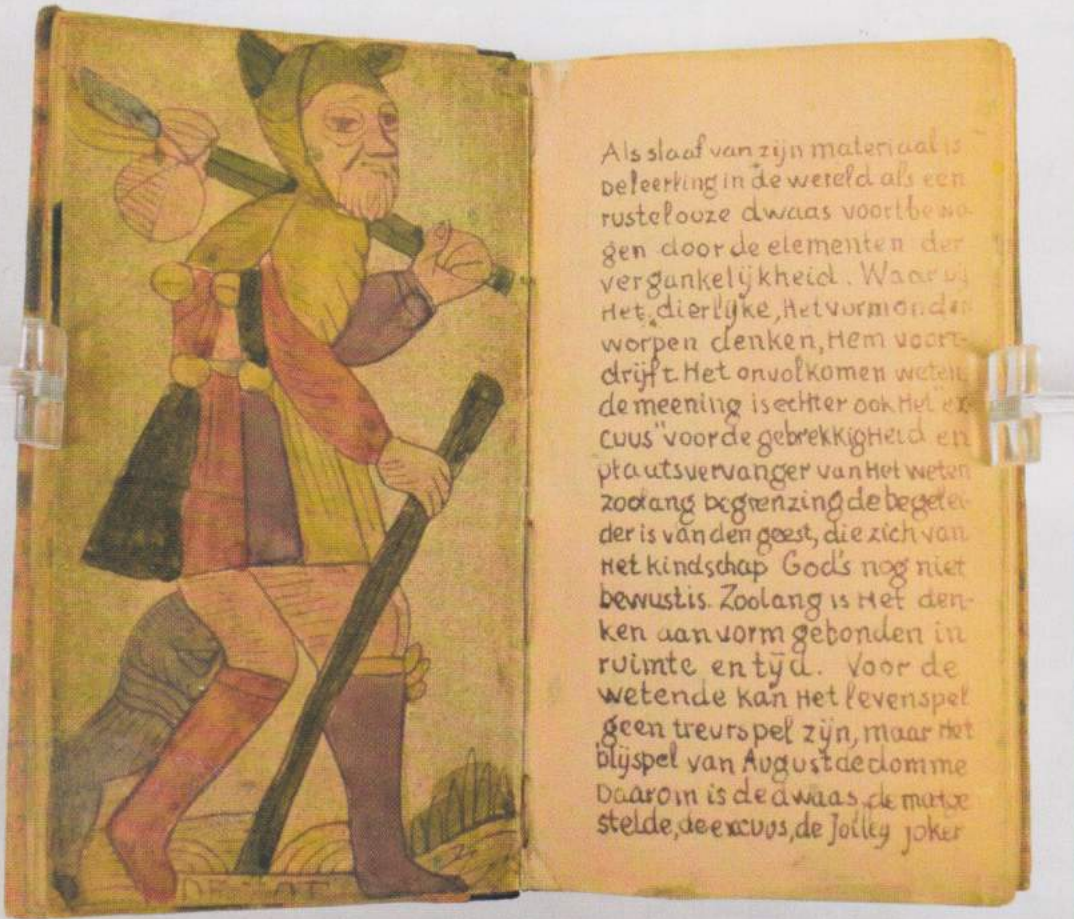 Als slaaf van zijn materiaal is
De leerling in de wereld als een
rustelouze dwaas voortbewo-
gen door de elementen der
vergankelijkheid. Waar bij
Het, dierlijke, Het vormonder
worpen denken, Hem voort-
drijft. Het onvolkomen weten,
de meening is echter ook Het ex-
cuus" voor de gebrekkigHeid en
plaatsvervanger van Het weten
zoolang begrenzing de begelei-
der is van den geest, die zich van
Het kindschap God's nog niet
bewust is. Zoolang is Het den-
ken aan vorm gebonden in
ruimte en tijd. Voor de
wetende kan Het levenspel
geen treurspel zijn, maar Het
blijspel van August de domme
Daarom is de dwaas, de
stelde, de excuus, de Jolley joker